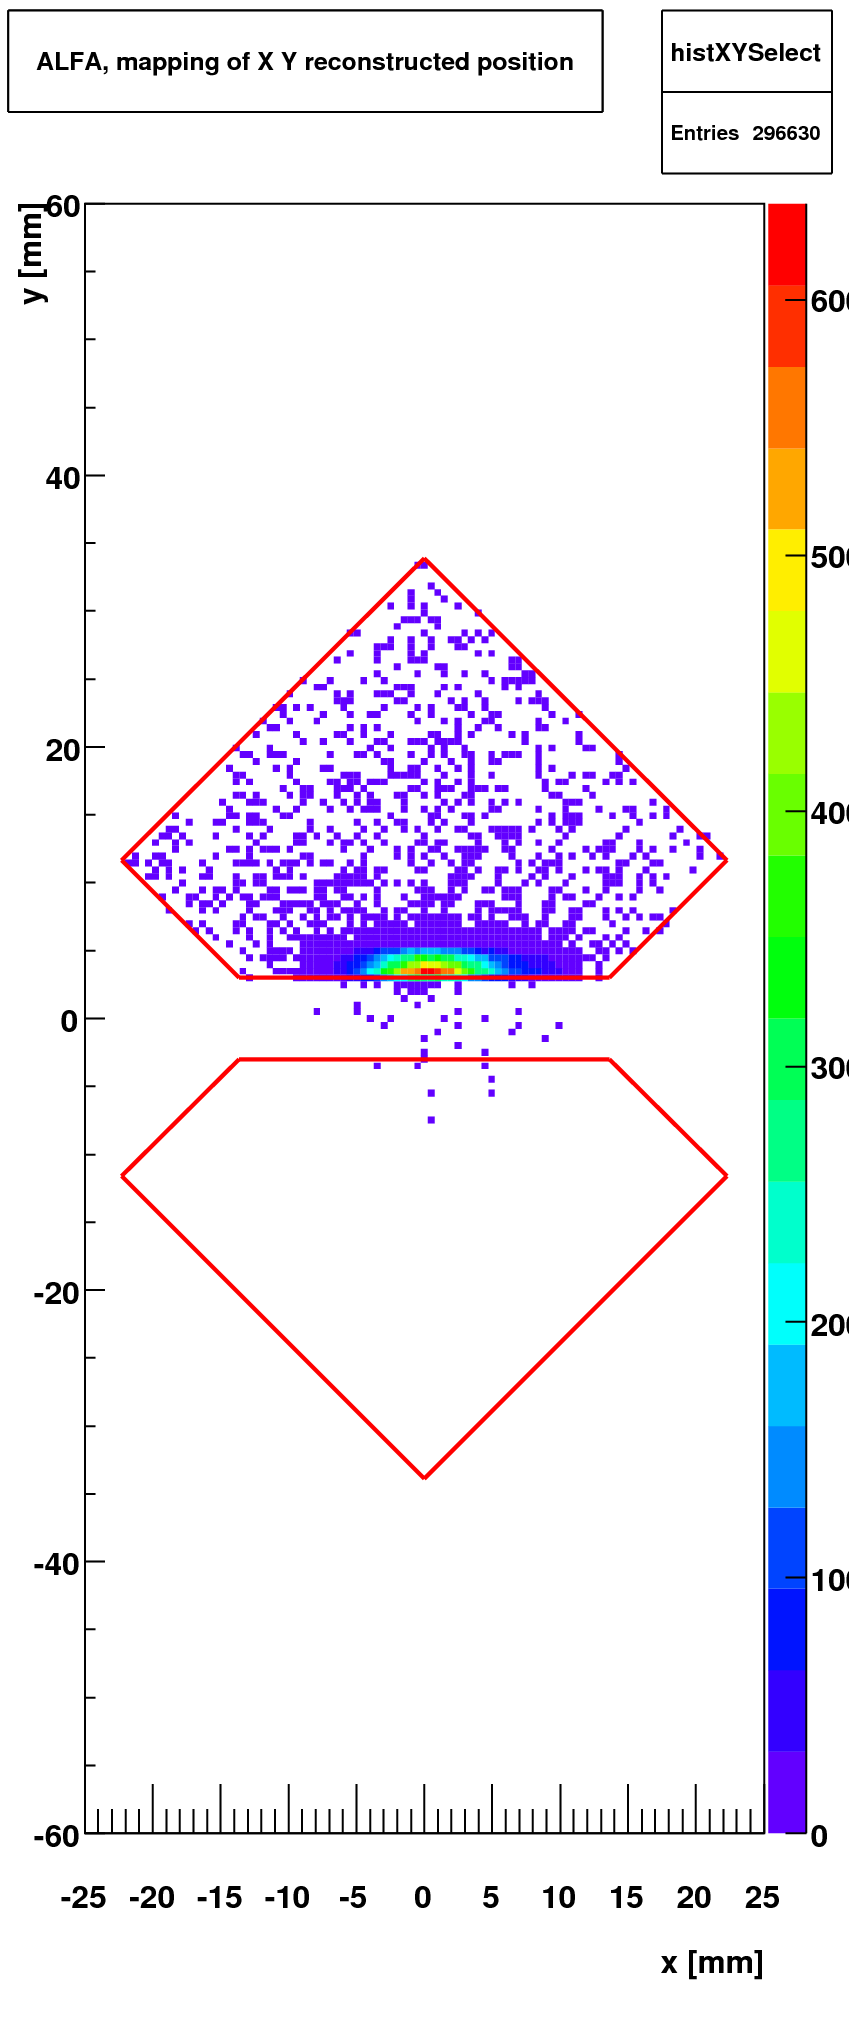 ALFA, mapping of X Y reconstructed position
histXYSelect
Entries 296630
y [mm]
60
40
20
0
-20
-40
-60
0
-25 -20 -15 -10 -5 0 5 10 15 20 25
x [mm]